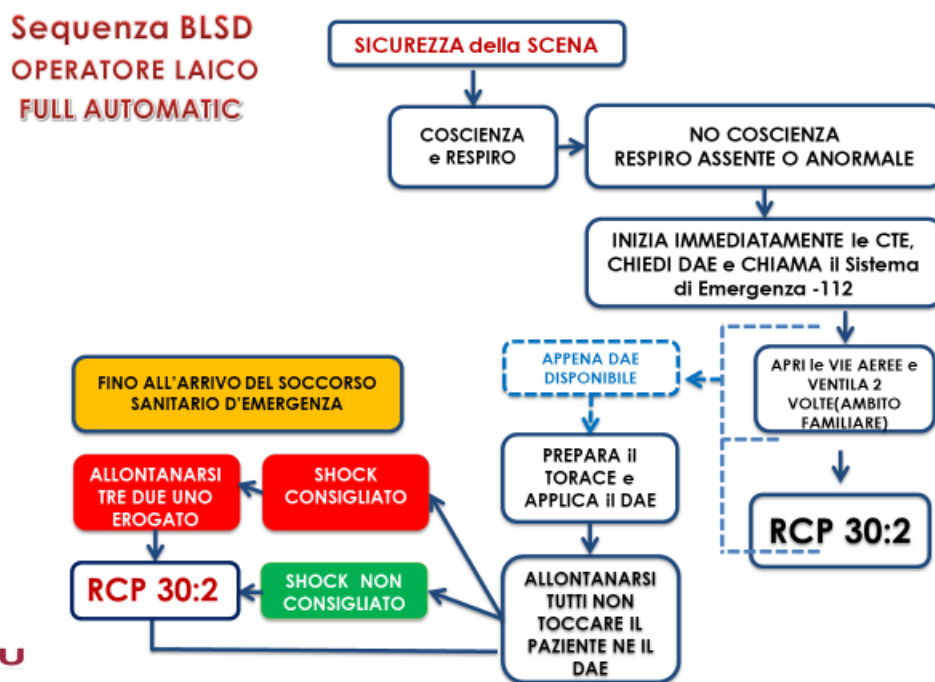 Sequenza BLSD
OPERATORE LAICO
FULL AUTOMATIC
SICUREZZA della SCENA
COSCIENZA
e RESPIRO
NO COSCIENZA
RESPIRO ASSENTE O ANORMALE
INIZIA IMMEDIATAMENTE le CTE,
CHIEDI DAE e CHIAMA il Sistema
di Emergenza -112
APRI le VIE AEREE e
VENTILA 2
VOLTE(AMBITO
FAMILIARE)
RCP 30:2
APPENA DAE
DISPONIBILE
PREPARA il
TORACE e
APPLICA il DAE
ALLONTANARSI
TUTTI NON
TOCCARE IL
PAZIENTE NE IL
DAE
FINO ALL'ARRIVO DEL SOCCORSO
SANITARIO D'EMERGENZA
SHOCK
CONSIGLIATO
ALLONTANARSI
TRE DUE UNO
EROGATO
SHOCK NON
CONSIGLIATO
RCP 30:2